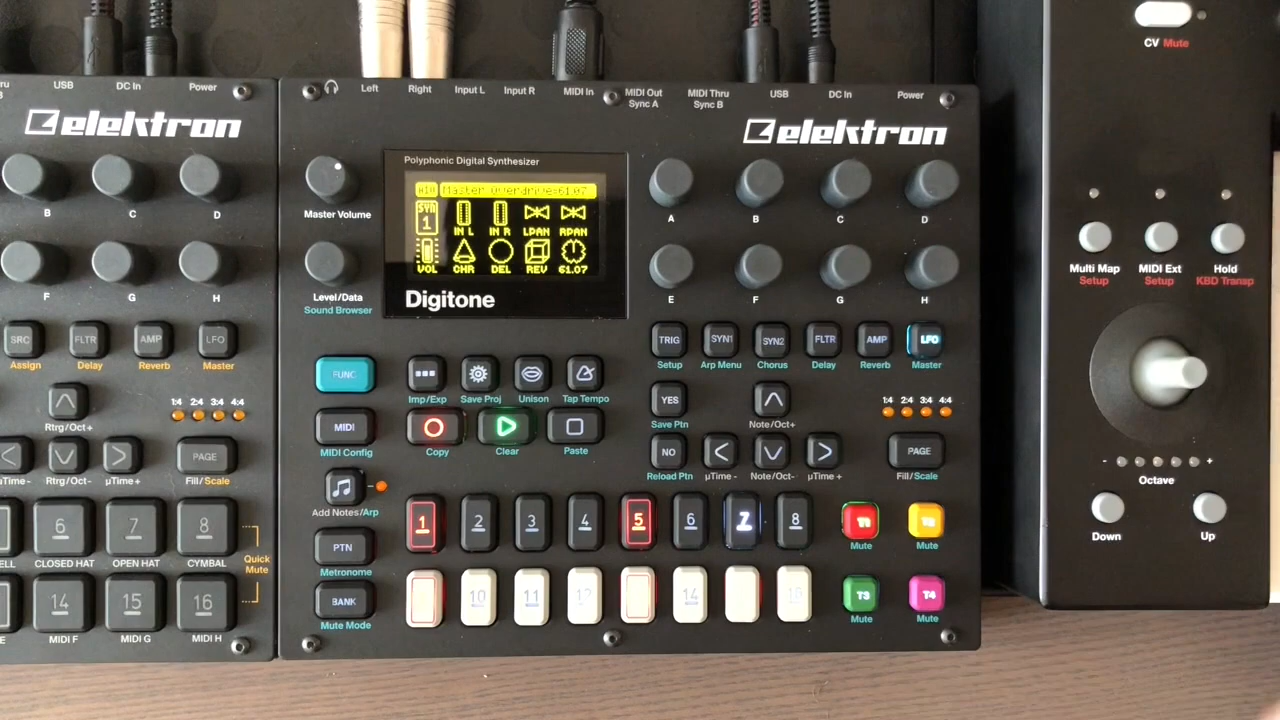 USB DC In Power
elektron
B C D
F G H
SRC FLTR AMP LFO
Assign Delay Reverb Master
Rtrg/Oct+
1:4 2:4 3:4 4:4
PAGE
Rtrg/Oct- µTime+ Fill/Scale
6 7 8
CLOSED HAT OPEN HAT CYMBAL
Quick
Mute
14 15 16
MIDI F MIDI G MIDI H
Left Right Input L Input R MIDI In MIDI Out MIDI Thru USB DC In Power
Sync A Sync B
elektron
Polyphonic Digital Synthesizer
Master Overdrive=61.07
SYN
1
IN L IN R LPAN RPAN
VOL CHR DEL REV 61.07
Digitone
Master Volume
Level/Data
Sound Browser
A B C D
E F G H
TRIG SYN1 SYN2 FLTR AMP LFO
Setup Arp Menu Chorus Delay Reverb Master
FUNC
Imp/Exp Save Proj Unison Tap Tempo
MIDI
MIDI Config Copy Clear Paste
YES
Save Ptn Note/Oct+
1:4 2:4 3:4 4:4
NO PAGE
Reload Ptn µTime - Note/Oct- µTime + Fill/Scale
Add Notes/Arp
PTN
Metronome
BANK
Mute Mode
1 2 3 4 5 6 7 8
10 11 12 14
T1 T2
Mute Mute
T3 T4
Mute Mute
CV Mute
Multi Map MIDI Ext Hold
Setup Setup KBD Transp
- +
Octave
Down Up